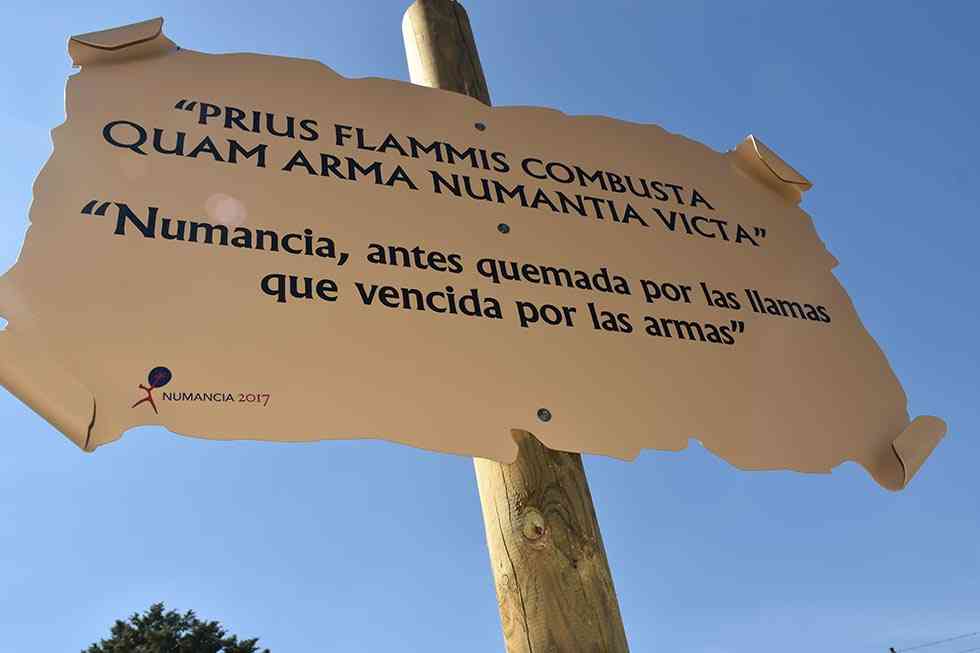 “PRIUS FLAMMIS COMBUSTA
QUAM ARMA NUMANTIA VICTA”
“Numancia, antes quemada por las llamas
que vencida por las armas”
NUMANCIA 2017